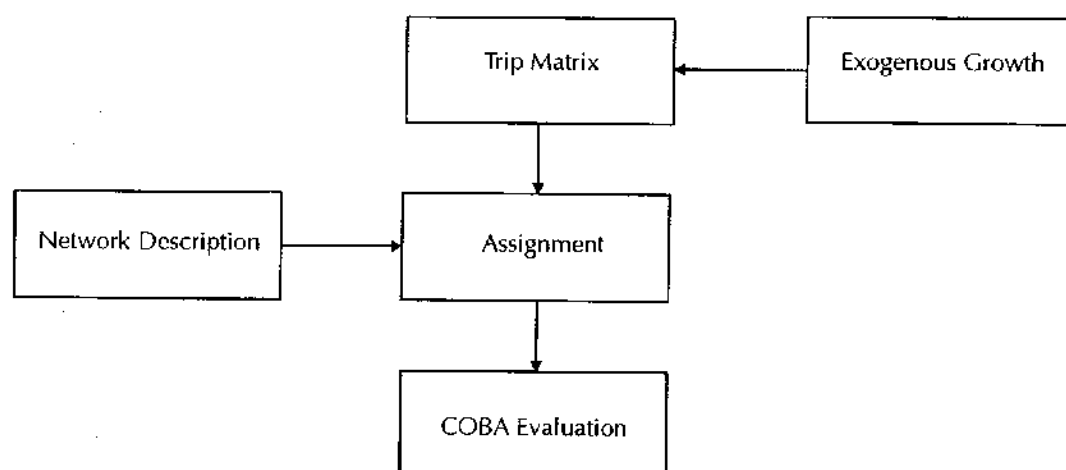 Trip Matrix
Exogenous Growth
Network Description
Assignment
COBA Evaluation